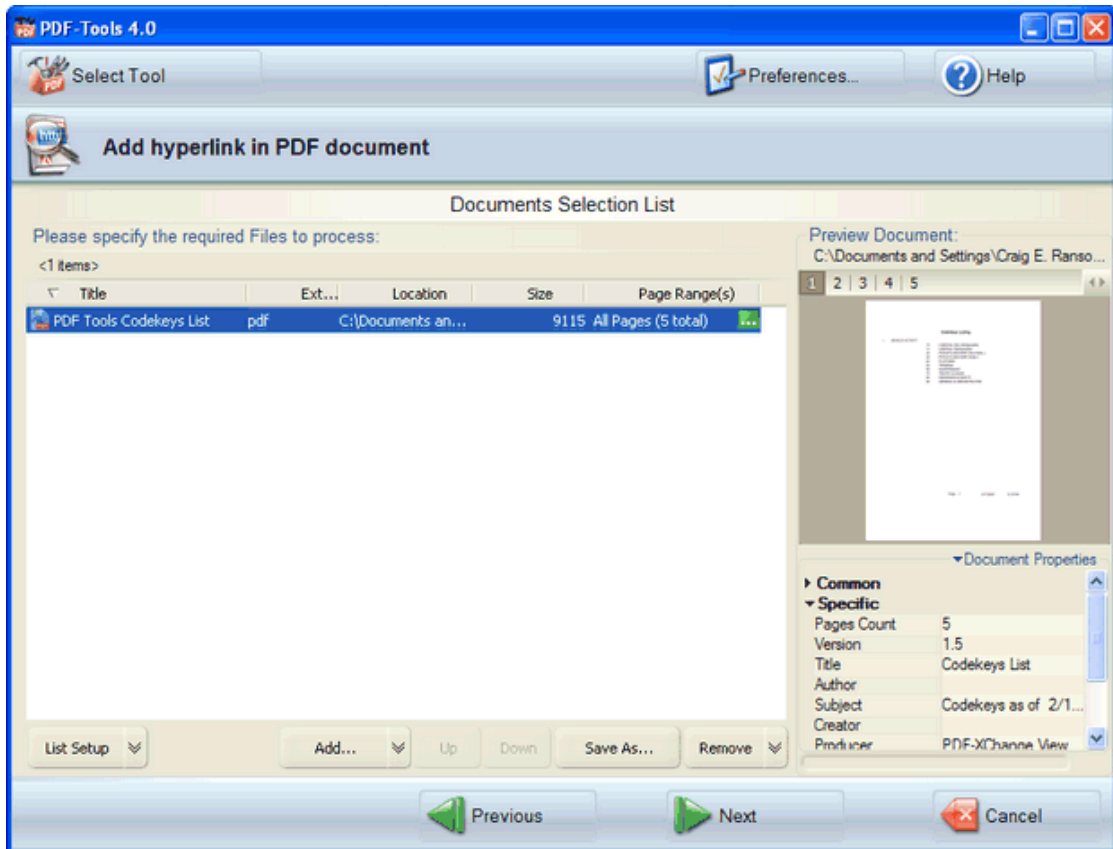 PDF-Tools 4.0
Select Tool
Preferences...
Help
Add hyperlink in PDF document
Documents Selection List
Please specify the required Files to process:
<1 items>
Title Ext... Location Size Page Range(s)
PDF Tools Codekeys List pdf C:\Documents an... 9115 All Pages (5 total) ...
Preview Document:
C:\Documents and Settings\Craig E. Ranso...
1 2 3 4 5
Codekeys Listing
Document Properties
Common
Specific
Pages Count 5
Version 1.5
Title Codekeys List
Author
Subject Codekeys as of 2/1...
Creator
Producer PDF-XChange View
List Setup
Add...
Up
Down
Save As...
Remove
Previous
Next
Cancel